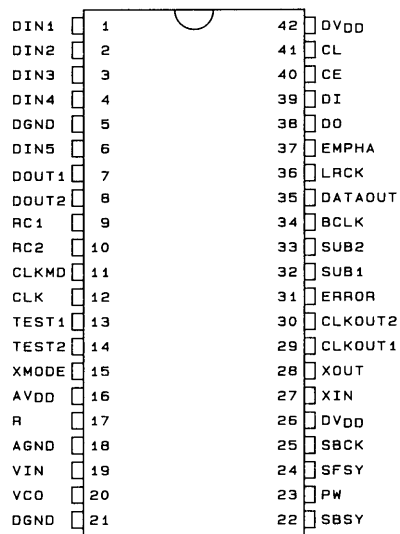 DIN1 1 42 DVDD
DIN2 2 41 CL
DIN3 3 40 CE
DIN4 4 39 DI
DGND 5 38 DO
DIN5 6 37 EMPHA
DOUT1 7 36 LRCK
DOUT2 8 35 DATAOUT
RC1 9 34 BCLK
RC2 10 33 SUB2
CLKMD 11 32 SUB1
CLK 12 31 ERROR
TEST1 13 30 CLKOUT2
TEST2 14 29 CLKOUT1
XMODE 15 28 XOUT
AVDD 16 27 XIN
R 17 26 DVDD
AGND 18 25 SBCK
VIN 19 24 SFSY
VCO 20 23 PW
DGND 21 22 SBSY